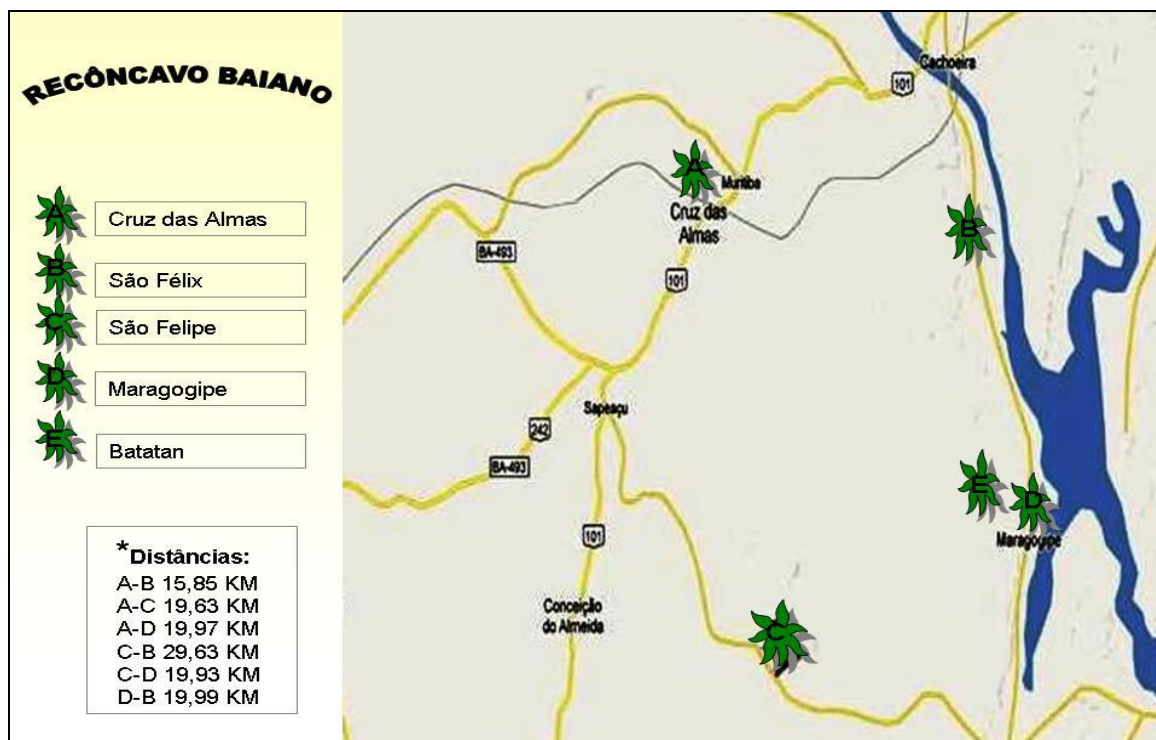 RECÔNCAVO BAIANO
A
Cruz das Almas
B
São Félix
C
São Felipe
D
Maragogipe
E
Batatan
*Distâncias:
A-B 15,85 KM
A-C 19,63 KM
A-D 19,97 KM
C-B 29,63 KM
C-D 19,93 KM
D-B 19,99 KM
Cachoeira
101
A
Muritiba
Cruz das
Almas
B
BA-493
101
Sapeaçu
242
BA-493
E
D
Maragogipe
101
Conceição
do Almeida
C